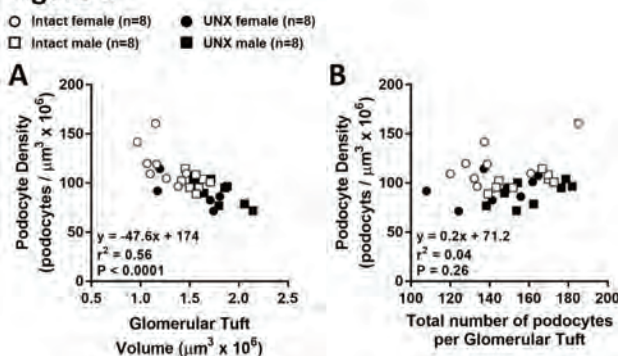 Intact female (n=8)
UNX female (n=8)
Intact male (n=8)
UNX male (n=8)
A
Podocyte Density
(podocytes / μm³ x 10⁶)
200
150
100
50
0
y = -47.6x + 174
r² = 0.56
P < 0.0001
0.5 1.0 1.5 2.0 2.5
Glomerular Tuft
Volume (μm³ x 10⁶)
B
Podocyte Density
(podocyts / μm³ x 10⁶)
200
150
100
50
0
y = 0.2x + 71.2
r² = 0.04
P = 0.26
100 120 140 160 180 200
Total number of podocytes
per Glomerular Tuft